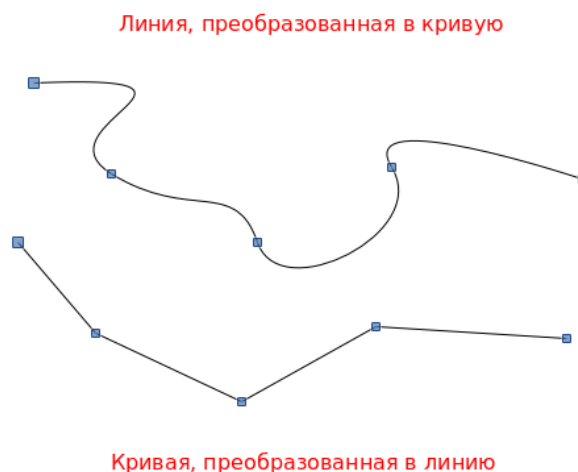 Линия, преобразованная в кривую
Кривая, преобразованная в линию